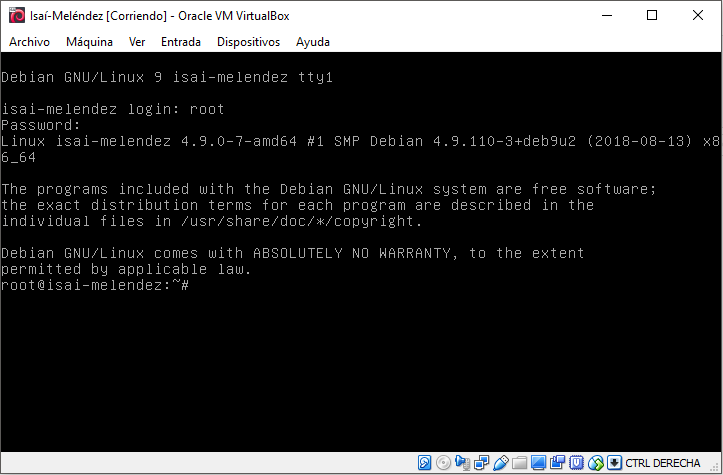 Isaí-Meléndez [Corriendo] - Oracle VM VirtualBox
Archivo Máquina Ver Entrada Dispositivos Ayuda
Debian GNU/Linux 9 isai-melendez tty1
isai-melendez login: root
Password:
Linux isai-melendez 4.9.0-7-amd64 #1 SMP Debian 4.9.110-3+deb9u2 (2018-08-13) x8
6_64
The programs included with the Debian GNU/Linux system are free software;
the exact distribution terms for each program are described in the
individual files in /usr/share/doc/*/copyright.
Debian GNU/Linux comes with ABSOLUTELY NO WARRANTY, to the extent
permitted by applicable law.
root@isai-melendez:~#
CTRL DERECHA